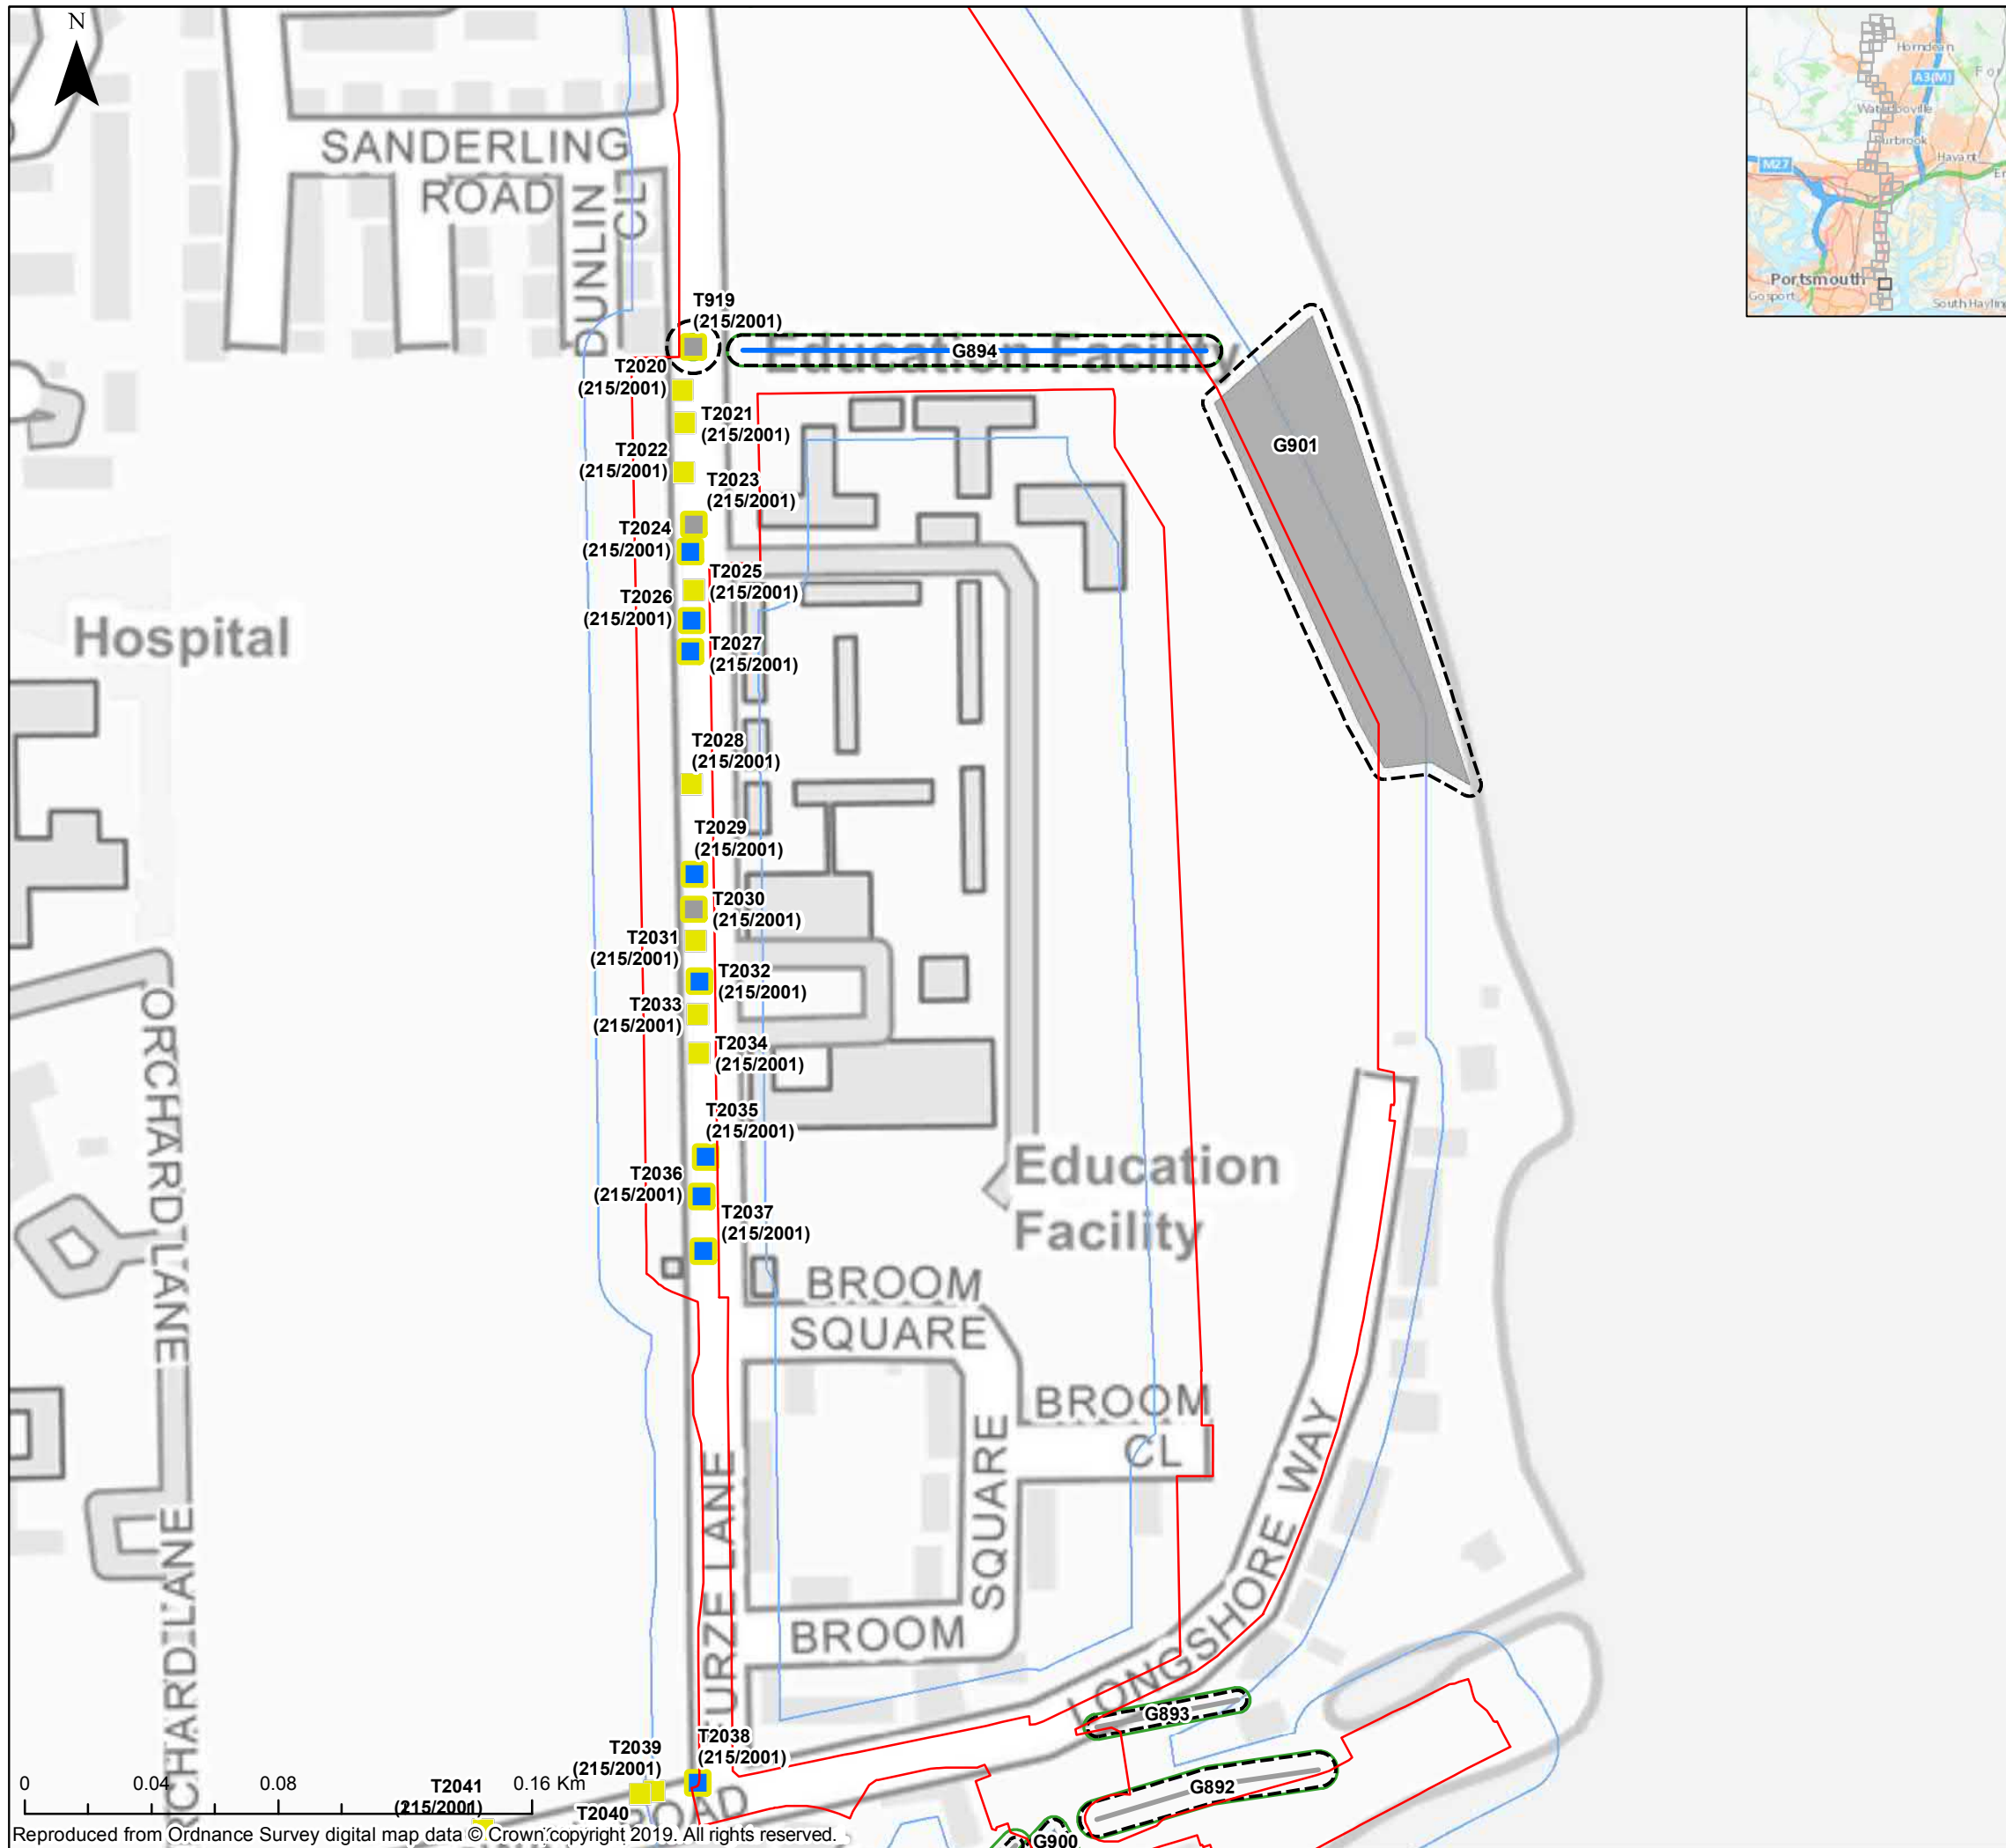 N
SANDERLING
ROAD
DUNLIN
CL
Horndean
A3(M)
Waterlooville
Purbrook
Havant
M27
Portsmouth
Gosport
South Hayling
T919
(215/2001)
Education Facility
G894
T2020
(215/2001)
T2021
(215/2001)
T2022
(215/2001)
T2023
(215/2001)
G901
T2024
(215/2001)
T2025
(215/2001)
T2026
(215/2001)
Hospital
T2027
(215/2001)
T2028
(215/2001)
T2029
(215/2001)
T2030
(215/2001)
T2031
(215/2001)
T2032
(215/2001)
T2033
(215/2001)
T2034
(215/2001)
ORCHARD LANE
T2035
(215/2001)
Education
Facility
T2036
(215/2001)
T2037
(215/2001)
BROOM
SQUARE
BROOM
CL
SQUARE
LONGSHORE WAY
FURZE LANE
ORCHARD LANE
BROOM
G893
T2038
(215/2001)
T2039
(215/2001)
G892
T2041
(215/2001)
T2040
ROAD
G900
0 0.04 0.08 0.16 Km
Reproduced from Ordnance Survey digital map data © Crown copyright 2019. All rights reserved.